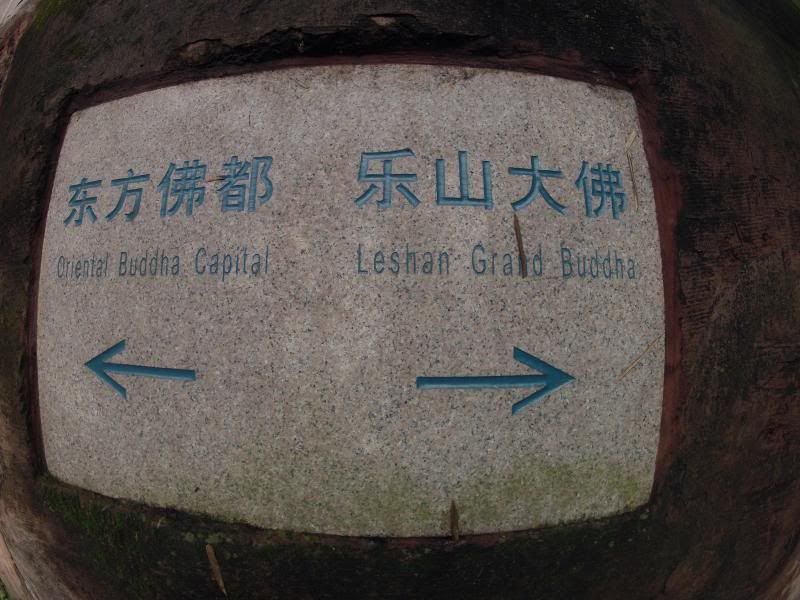 东方佛都 乐山大佛
Oriental Buddha Capital Leshan Grand Buddha